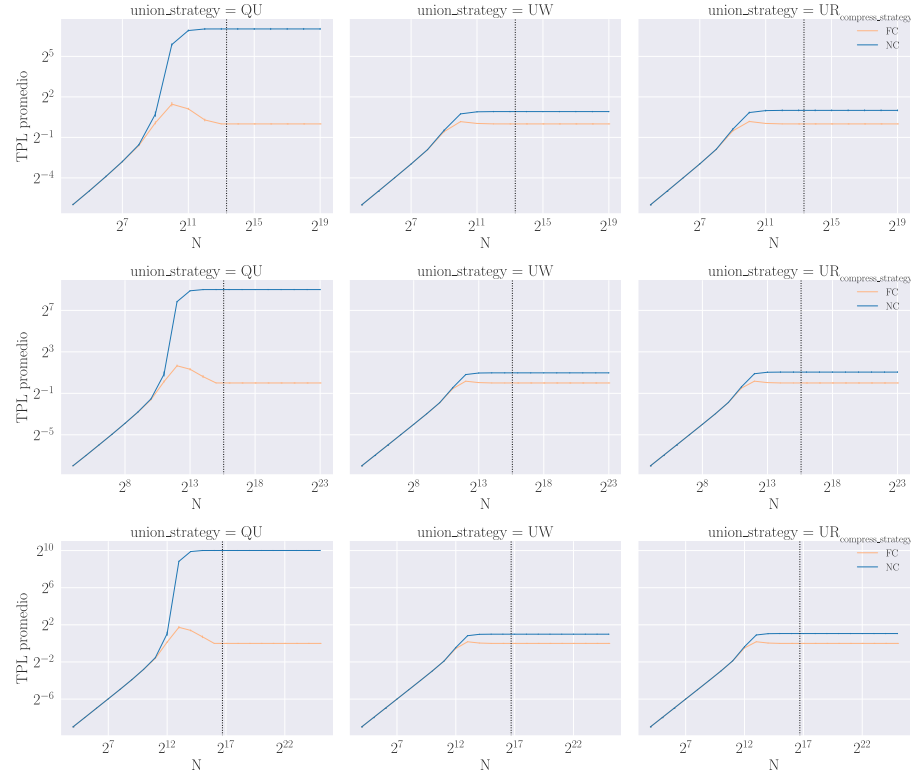 union_strategy = QU
union_strategy = UW
union_strategy = UR
compress_strategy
FC
NC
TPL promedio
2^5
2^2
2^{-1}
2^{-4}
2^7 2^11 2^15 2^19
2^7 2^11 2^15 2^19
2^7 2^11 2^15 2^19
N
N
N
union_strategy = QU
union_strategy = UW
union_strategy = UR
compress_strategy
FC
NC
TPL promedio
2^7
2^3
2^{-1}
2^{-5}
2^8 2^13 2^18 2^23
2^8 2^13 2^18 2^23
2^8 2^13 2^18 2^23
N
N
N
union_strategy = QU
union_strategy = UW
union_strategy = UR
compress_strategy
FC
NC
TPL promedio
2^10
2^6
2^2
2^{-2}
2^{-6}
2^7 2^12 2^17 2^22
2^7 2^12 2^17 2^22
2^7 2^12 2^17 2^22
N
N
N